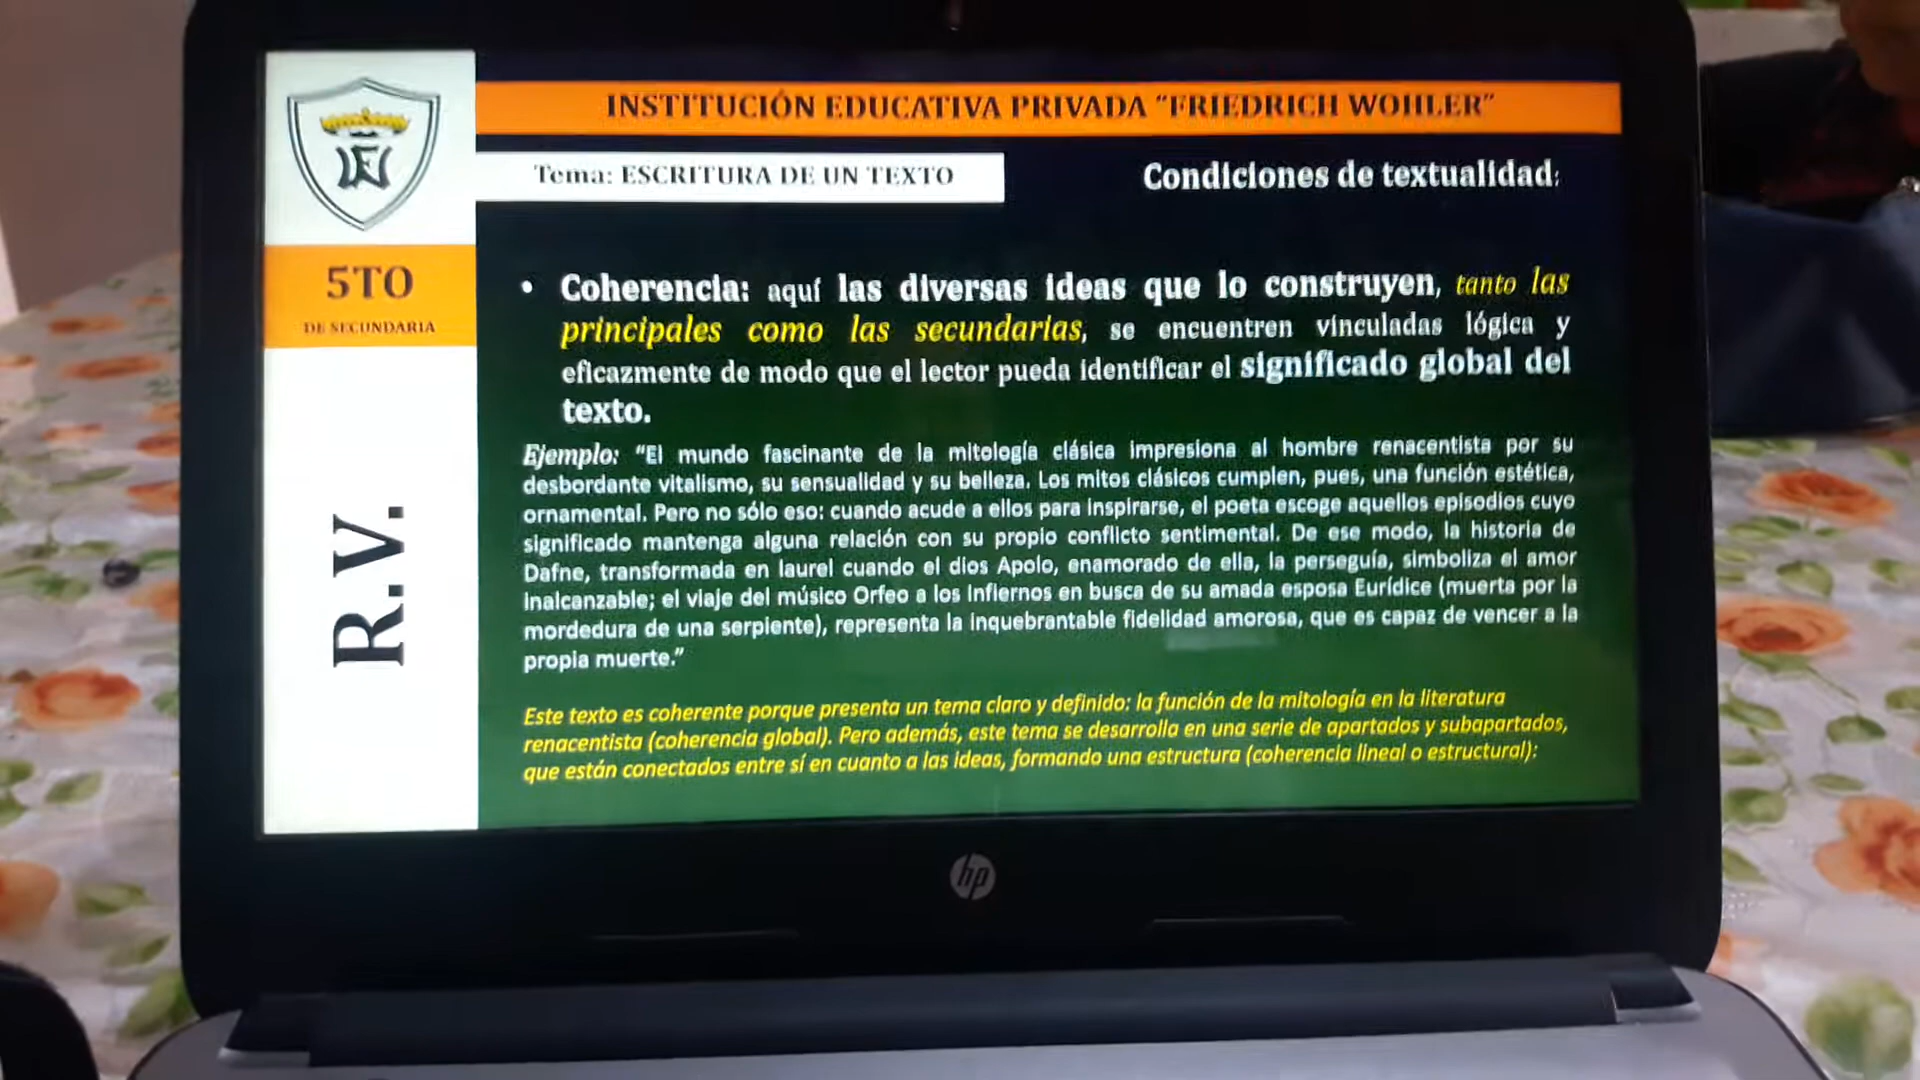 INSTITUCIÓN EDUCATIVA PRIVADA “FRIEDRICH WOHLER”
Tema: ESCRITURA DE UN TEXTO
Condiciones de textualidad:
5TO
DE SECUNDARIA
R.V.
• Coherencia: aquí las diversas ideas que lo construyen, tanto las
principales como las secundarias, se encuentren vinculadas lógica y
eficazmente de modo que el lector pueda identificar el significado global del
texto.
Ejemplo: “El mundo fascinante de la mitología clásica impresiona al hombre renacentista por su
desbordante vitalismo, su sensualidad y su belleza. Los mitos clásicos cumplen, pues, una función estética,
ornamental. Pero no sólo eso: cuando acude a ellos para inspirarse, el poeta escoge aquellos episodios cuyo
significado mantenga alguna relación con su propio conflicto sentimental. De ese modo, la historia de
Dafne, transformada en laurel cuando el dios Apolo, enamorado de ella, la perseguía, simboliza el amor
inalcanzable; el viaje del músico Orfeo a los Infiernos en busca de su amada esposa Eurídice (muerta por la
mordedura de una serpiente), representa la inquebrantable fidelidad amorosa, que es capaz de vencer a la
propia muerte.”
Este texto es coherente porque presenta un tema claro y definido: la función de la mitología en la literatura
renacentista (coherencia global). Pero además, este tema se desarrolla en una serie de apartados y subapartados,
que están conectados entre sí en cuanto a las ideas, formando una estructura (coherencia lineal o estructural):
hp